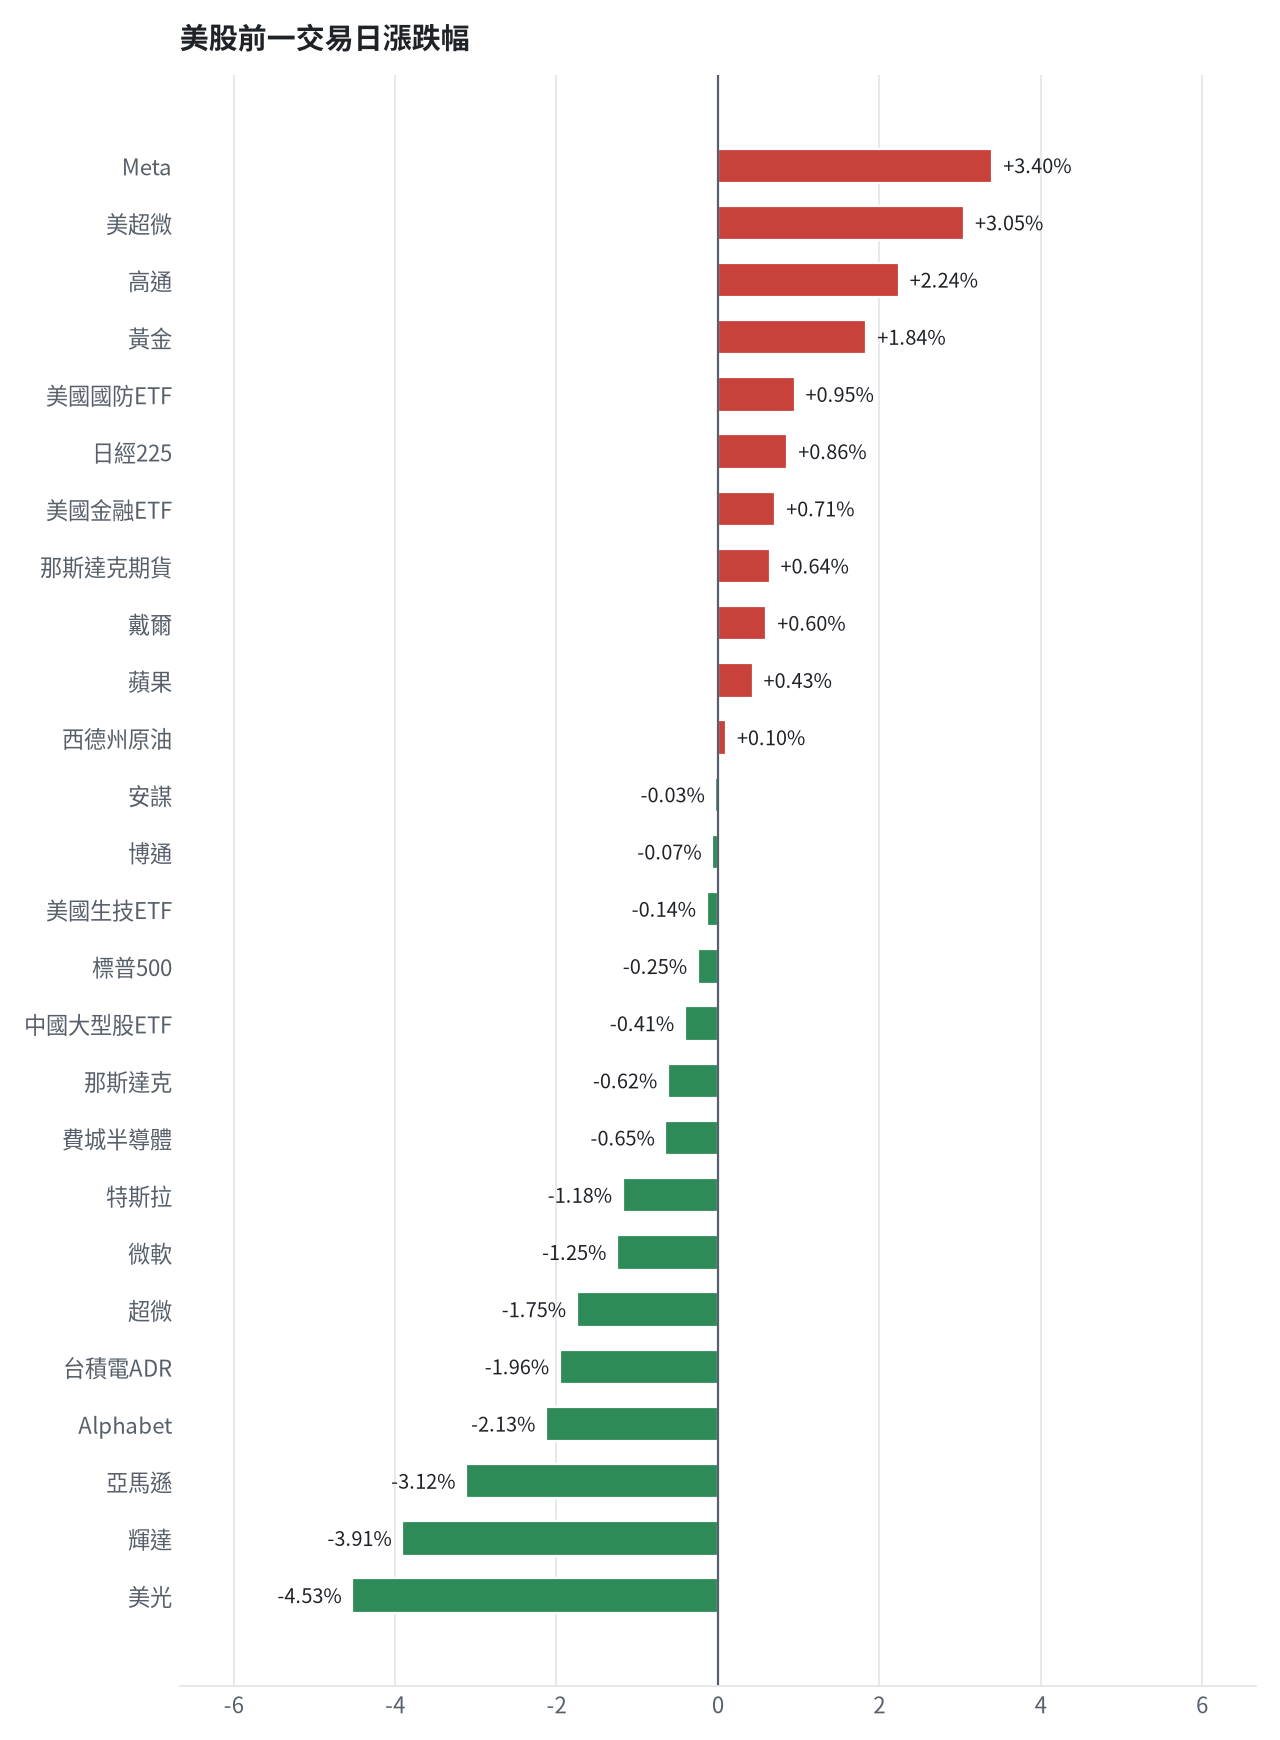 美股前一交易日漲跌幅
Meta +3.40%
美超微 +3.05%
高通 +2.24%
黃金 +1.84%
美國國防ETF +0.95%
日經225 +0.86%
美國金融ETF +0.71%
那斯達克期貨 +0.64%
戴爾 +0.60%
蘋果 +0.43%
西德州原油 +0.10%
安謀 -0.03%
博通 -0.07%
美國生技ETF -0.14%
標普500 -0.25%
中國大型股ETF -0.41%
那斯達克 -0.62%
費城半導體 -0.65%
特斯拉 -1.18%
微軟 -1.25%
超微 -1.75%
台積電ADR -1.96%
Alphabet -2.13%
亞馬遜 -3.12%
輝達 -3.91%
美光 -4.53%
-6 -4 -2 0 2 4 6